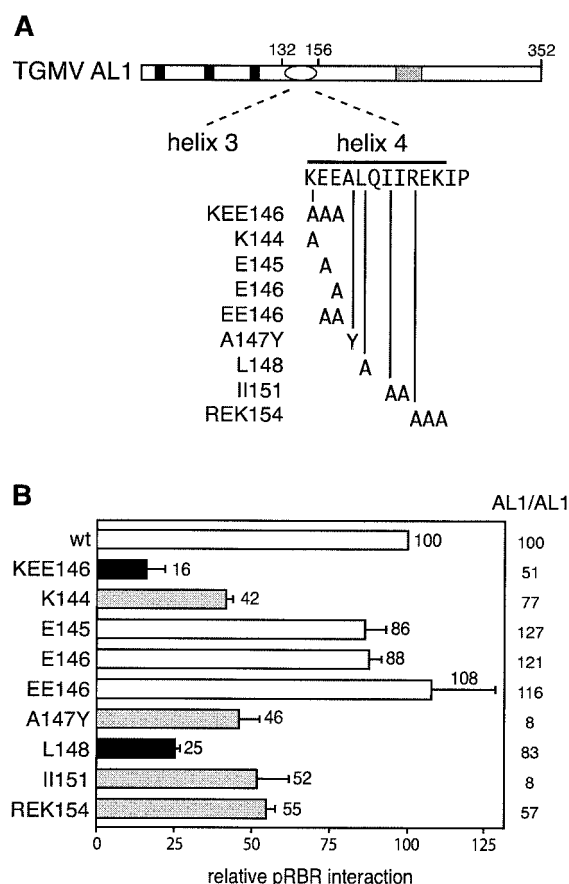 A
132 156 352
TGMV AL1
helix 3 helix 4
KEEALQIIREKIP
KEE146 AAA
K144 A
E145 A
E146 A
EE146 AA
A147Y Y
L148 A
II151 AA
REK154 AAA
B
AL1/AL1
wt 100 100
KEE146 16 51
K144 42 77
E145 86 127
E146 88 121
EE146 108 116
A147Y 46 8
L148 25 83
II151 52 8
REK154 55 57
0 25 50 75 100 125
relative pRBR interaction